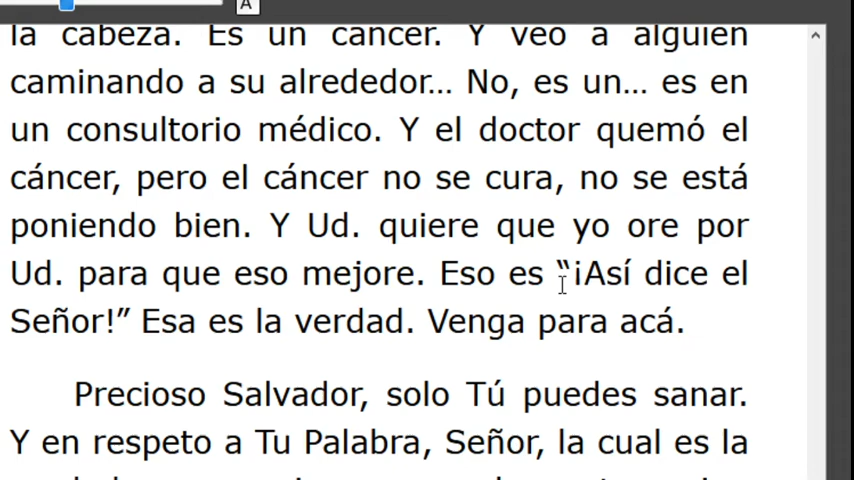 A
la cabeza. Es un cáncer. Y veo a alguien
caminando a su alrededor... No, es un... es en
un consultorio médico. Y el doctor quemó el
cáncer, pero el cáncer no se cura, no se está
poniendo bien. Y Ud. quiere que yo ore por
Ud. para que eso mejore. Eso es “¡Así dice el
Señor!” Esa es la verdad. Venga para acá.
Precioso Salvador, solo Tú puedes sanar.
Y en respeto a Tu Palabra, Señor, la cual es la